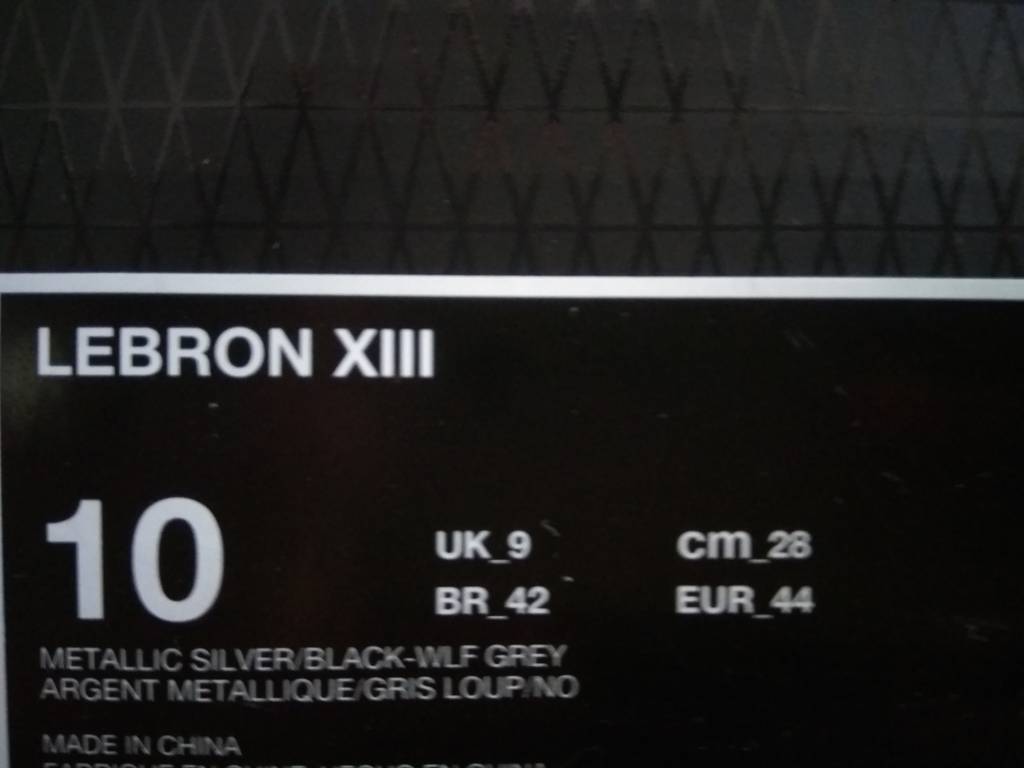 LEBRON XIII
10
UK_9 cm_28
BR_42 EUR_44
METALLIC SILVER/BLACK-WLF GREY
ARGENT METALLIQUE/GRIS LOUP/NO
MADE IN CHINA